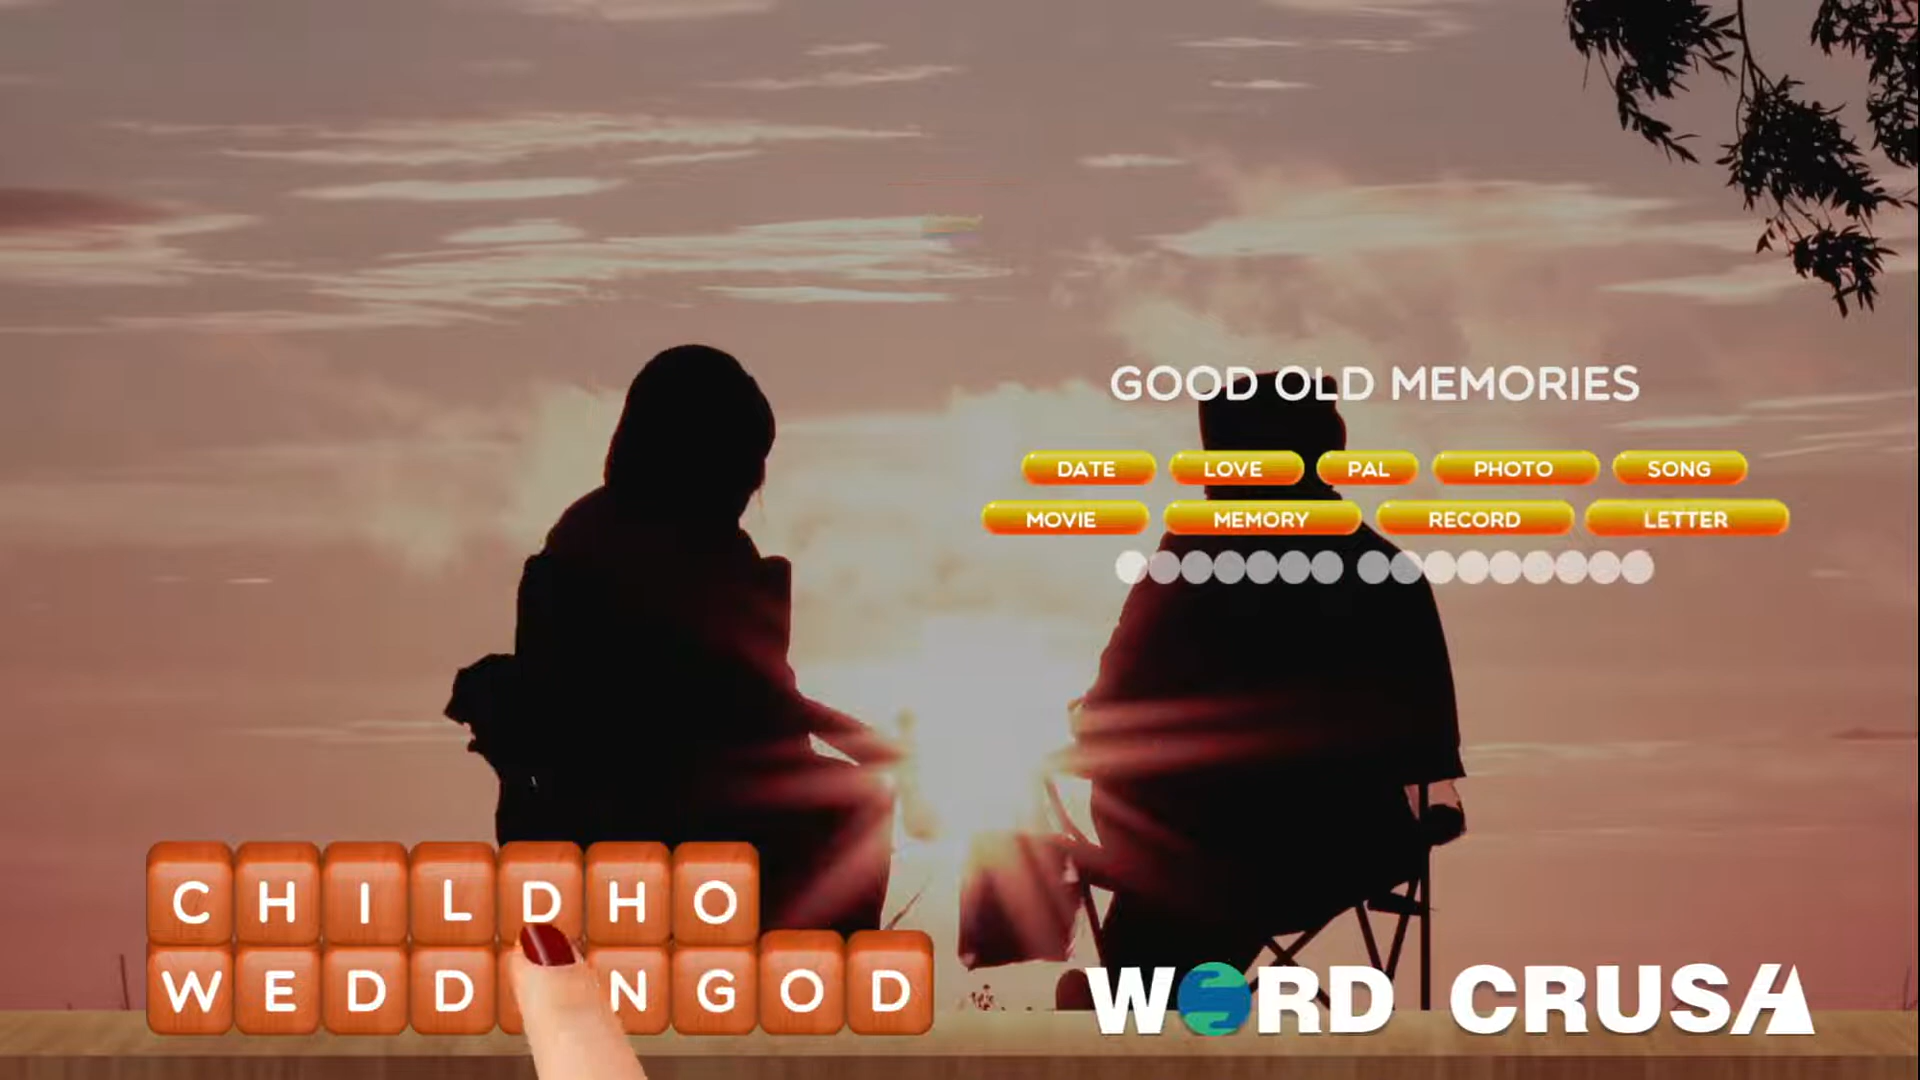 GOOD OLD MEMORIES
DATE LOVE PAL PHOTO SONG
MOVIE MEMORY RECORD LETTER
CHILDHO
WEDD NGOD
WORD CRUSH